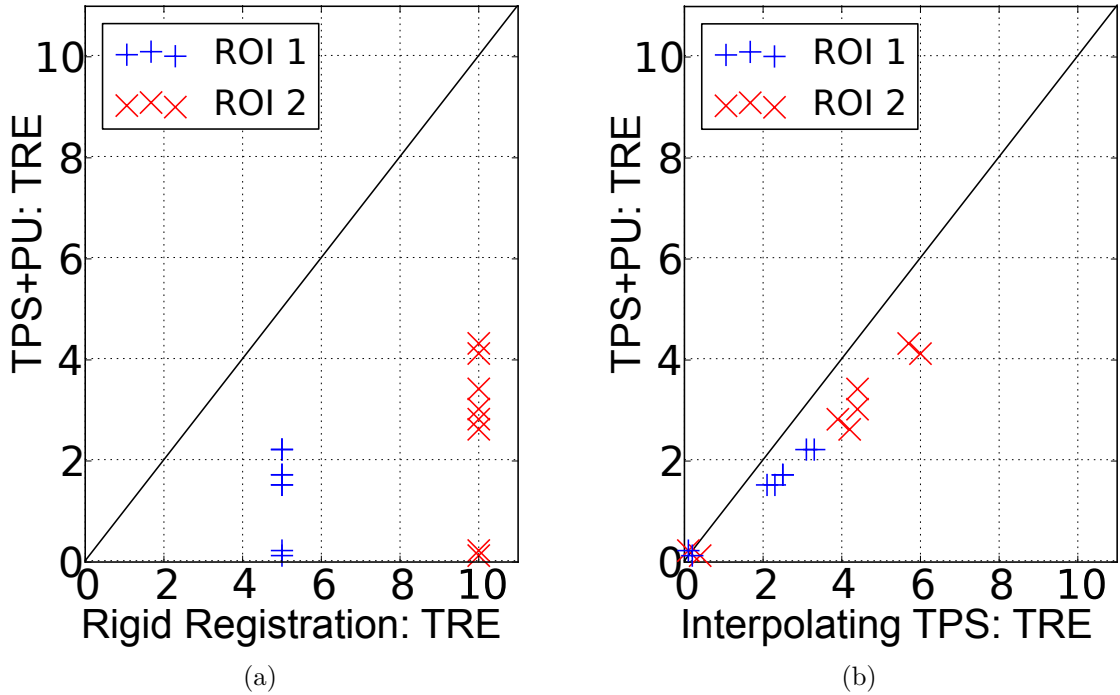 ROI 1
ROI 2
10
8
6
4
2
0
TPS+PU: TRE
0 2 4 6 8 10
Rigid Registration: TRE
(a)
ROI 1
ROI 2
10
8
6
4
2
0
TPS+PU: TRE
0 2 4 6 8 10
Interpolating TPS: TRE
(b)